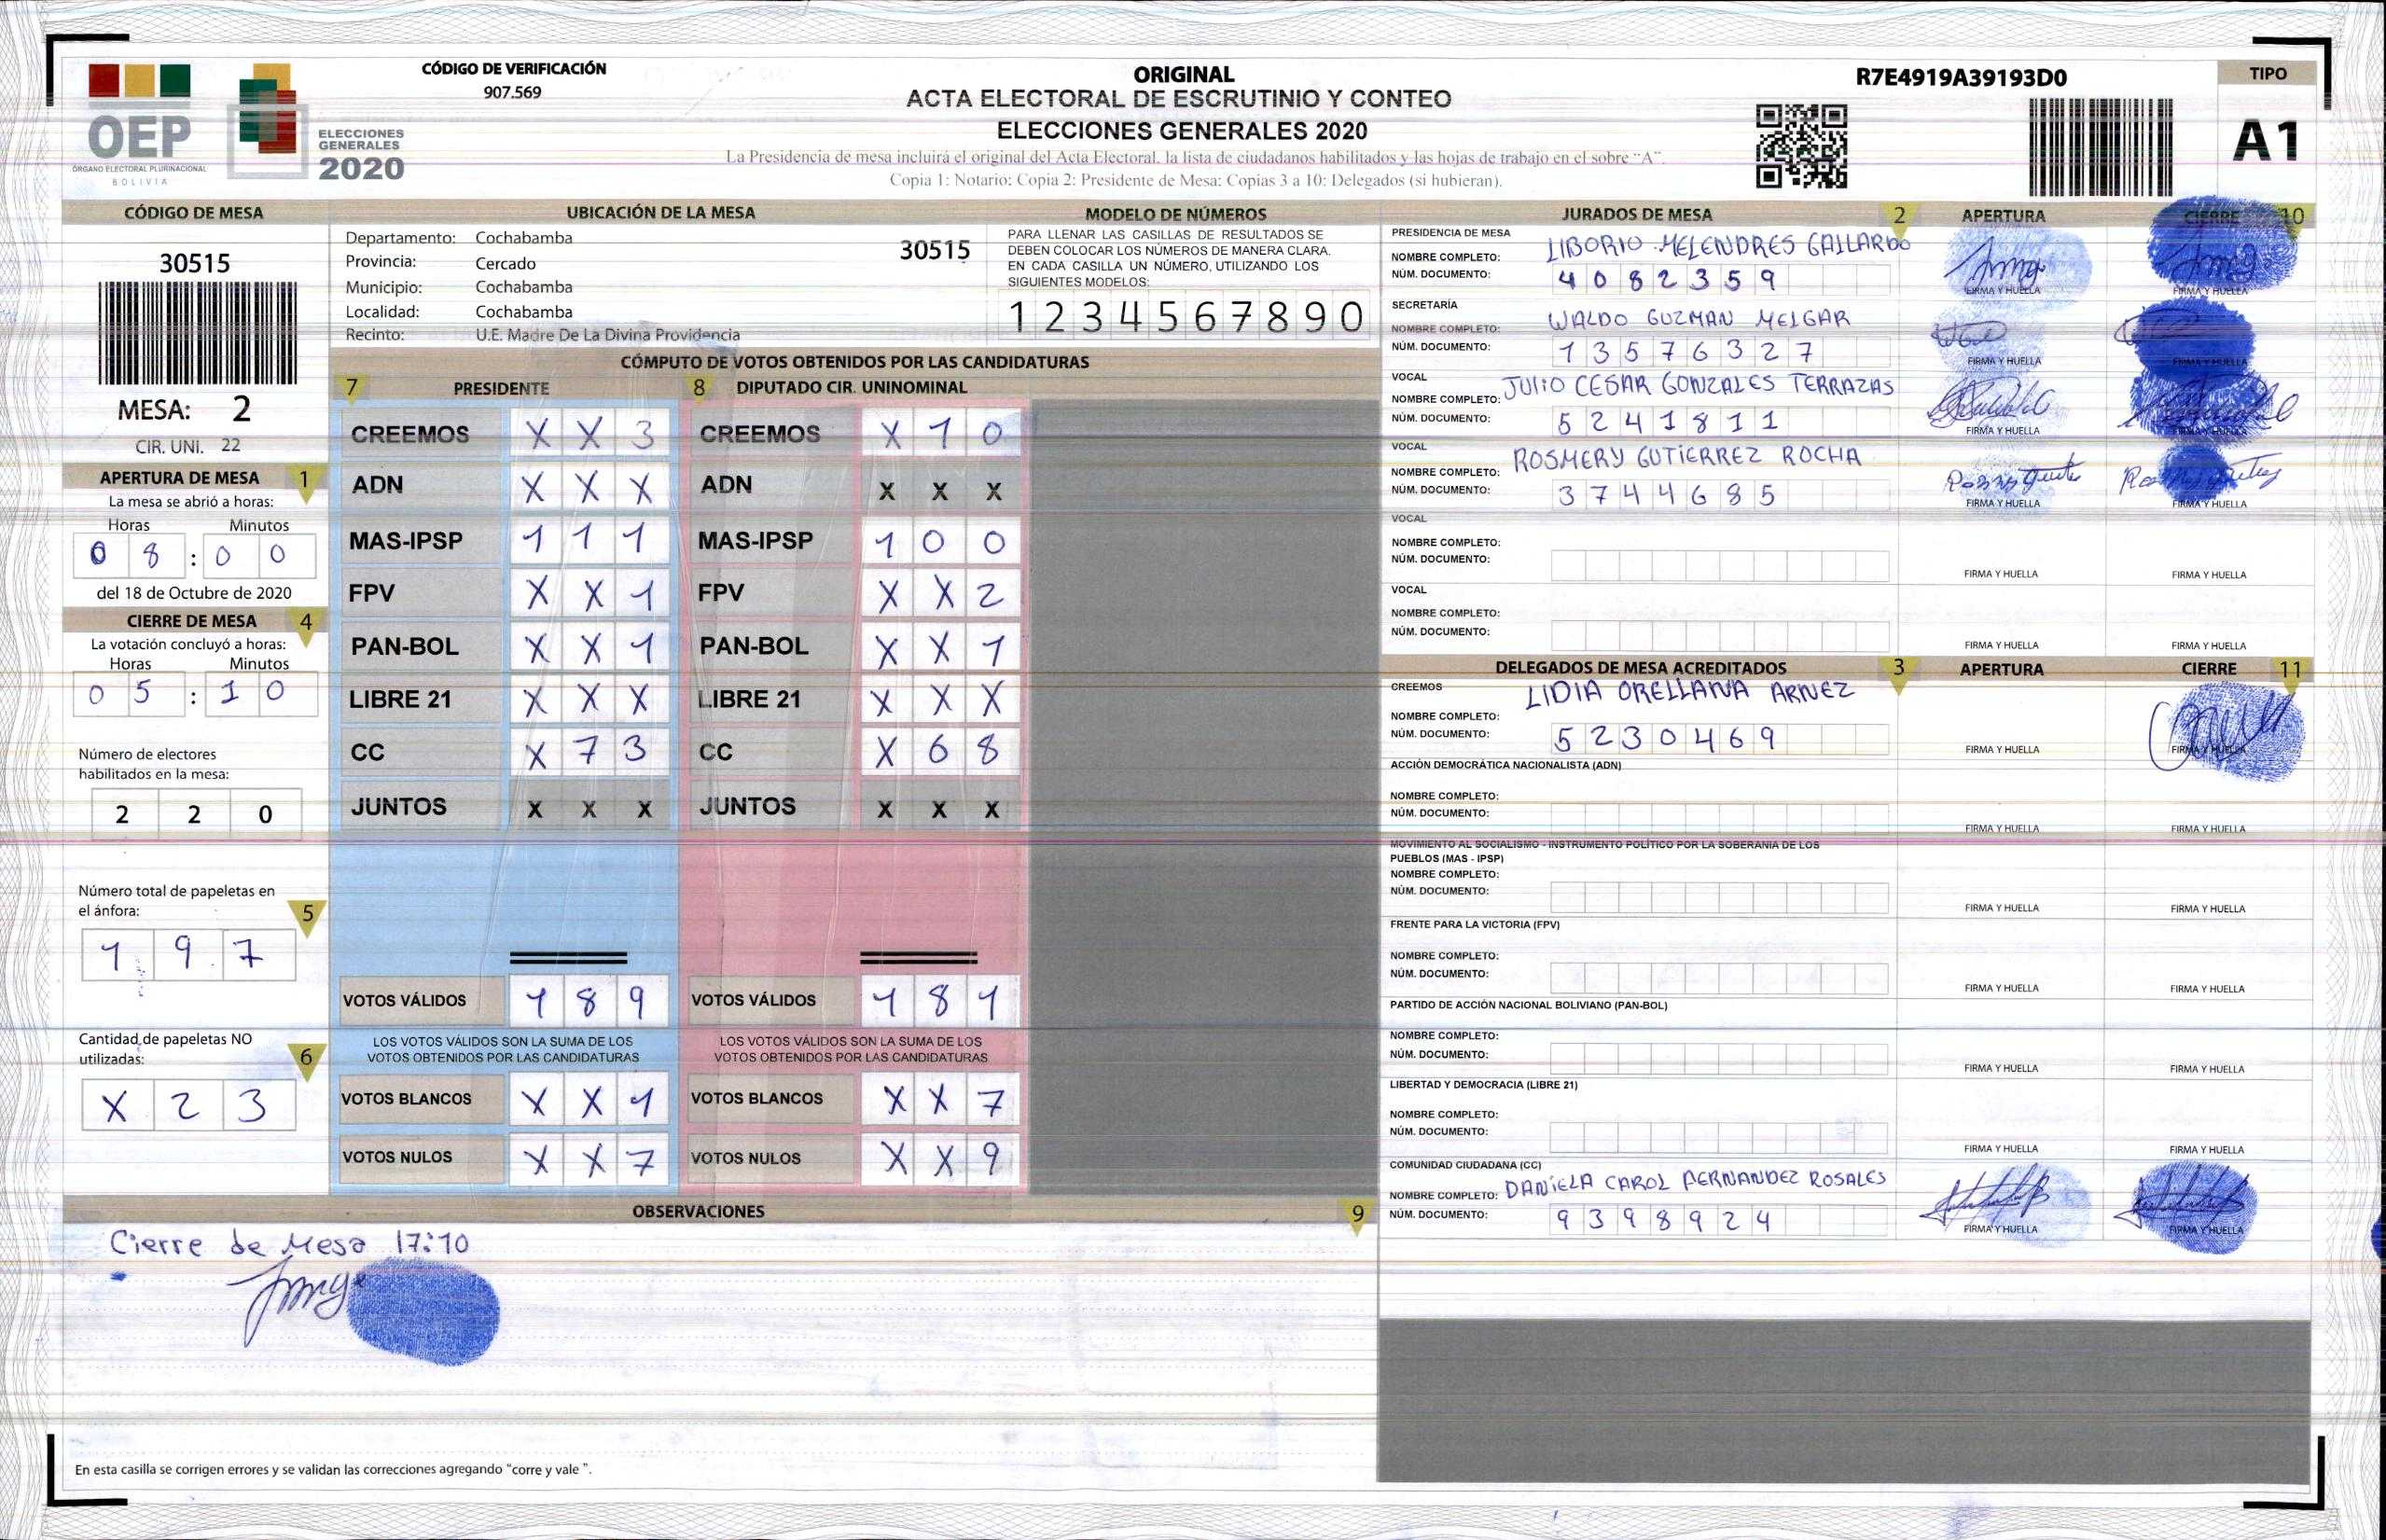 CÓDIGO DE VERIFICACIÓN
907.569
OEP
ÓRGANO ELECTORAL PLURINACIONAL
BOLIVIA
ELECCIONES
GENERALES
2020
ORIGINAL
ACTA ELECTORAL DE ESCRUTINIO Y CONTEO
ELECCIONES GENERALES 2020
La Presidencia de mesa incluirá el original del Acta Electoral, la lista de ciudadanos habilitados y las hojas de trabajo en el sobre "A".
Copia 1: Notario; Copia 2: Presidente de Mesa; Copias 3 a 10: Delegados (si hubieran).
R7E4919A39193D0
TIPO
A1
CÓDIGO DE MESA
30515
MESA: 2
CIR. UNI. 22
APERTURA DE MESA 1
La mesa se abrió a horas:
Horas Minutos
0 8 : 0 0
del 18 de Octubre de 2020
CIERRE DE MESA 4
La votación concluyó a horas:
Horas Minutos
0 5 : 1 0
Número de electores
habilitados en la mesa:
2 2 0
Número total de papeletas en
el ánfora: 5
1 9 7
Cantidad de papeletas NO
utilizadas: 6
X 2 3
UBICACIÓN DE LA MESA
Departamento: Cochabamba
30515
Provincia: Cercado
Municipio: Cochabamba
Localidad: Cochabamba
Recinto: U.E. Madre De La Divina Providencia
MODELO DE NÚMEROS
PARA LLENAR LAS CASILLAS DE RESULTADOS SE
DEBEN COLOCAR LOS NÚMEROS DE MANERA CLARA.
EN CADA CASILLA UN NÚMERO, UTILIZANDO LOS
SIGUIENTES MODELOS:
1 2 3 4 5 6 7 8 9 0
CÓMPUTO DE VOTOS OBTENIDOS POR LAS CANDIDATURAS
7 PRESIDENTE 8 DIPUTADO CIR. UNINOMINAL
CREEMOS X X 3 CREEMOS X 1 0
ADN X X X ADN X X X
MAS-IPSP 1 1 1 MAS-IPSP 1 0 0
FPV X X 1 FPV X X 2
PAN-BOL X X 1 PAN-BOL X X 1
LIBRE 21 X X X LIBRE 21 X X X
CC X 7 3 CC X 6 8
JUNTOS X X X JUNTOS X X X
VOTOS VÁLIDOS 1 8 9 VOTOS VÁLIDOS 1 8 1
LOS VOTOS VÁLIDOS SON LA SUMA DE LOS LOS VOTOS VÁLIDOS SON LA SUMA DE LOS
VOTOS OBTENIDOS POR LAS CANDIDATURAS VOTOS OBTENIDOS POR LAS CANDIDATURAS
VOTOS BLANCOS X X 1 VOTOS BLANCOS X X 7
VOTOS NULOS X X 7 VOTOS NULOS X X 9
OBSERVACIONES 9
Cierre de Mesa 17:10
En esta casilla se corrigen errores y se validan las correcciones agregando "corre y vale ".
JURADOS DE MESA 2 APERTURA CIERRE 10
PRESIDENCIA DE MESA
NOMBRE COMPLETO: LIBORIO MELENDRES GALLARDO
NÚM. DOCUMENTO: 4 0 8 2 3 5 9
FIRMA Y HUELLA FIRMA Y HUELLA
SECRETARÍA
NOMBRE COMPLETO: WALDO GUZMAN MELGAR
NÚM. DOCUMENTO: 1 3 5 7 6 3 2 7
FIRMA Y HUELLA FIRMA Y HUELLA
VOCAL
NOMBRE COMPLETO: JULIO CESAR GONZALES TERRAZAS
NÚM. DOCUMENTO: 5 2 4 1 8 1 1
FIRMA Y HUELLA FIRMA Y HUELLA
VOCAL
NOMBRE COMPLETO: ROSMERY GUTIERREZ ROCHA
NÚM. DOCUMENTO: 3 7 4 4 6 8 5
FIRMA Y HUELLA FIRMA Y HUELLA
VOCAL
NOMBRE COMPLETO:
NÚM. DOCUMENTO:
FIRMA Y HUELLA FIRMA Y HUELLA
VOCAL
NOMBRE COMPLETO:
NÚM. DOCUMENTO:
FIRMA Y HUELLA FIRMA Y HUELLA
DELEGADOS DE MESA ACREDITADOS 3 APERTURA CIERRE 11
CREEMOS
NOMBRE COMPLETO: LIDIA ORELLANA ARNEZ
NÚM. DOCUMENTO: 5 2 3 0 4 6 9
FIRMA Y HUELLA FIRMA Y HUELLA
ACCIÓN DEMOCRÁTICA NACIONALISTA (ADN)
NOMBRE COMPLETO:
NÚM. DOCUMENTO:
FIRMA Y HUELLA FIRMA Y HUELLA
MOVIMIENTO AL SOCIALISMO - INSTRUMENTO POLÍTICO POR LA SOBERANIA DE LOS
PUEBLOS (MAS - IPSP)
NOMBRE COMPLETO:
NÚM. DOCUMENTO:
FIRMA Y HUELLA FIRMA Y HUELLA
FRENTE PARA LA VICTORIA (FPV)
NOMBRE COMPLETO:
NÚM. DOCUMENTO:
FIRMA Y HUELLA FIRMA Y HUELLA
PARTIDO DE ACCIÓN NACIONAL BOLIVIANO (PAN-BOL)
NOMBRE COMPLETO:
NÚM. DOCUMENTO:
FIRMA Y HUELLA FIRMA Y HUELLA
LIBERTAD Y DEMOCRACIA (LIBRE 21)
NOMBRE COMPLETO:
NÚM. DOCUMENTO:
FIRMA Y HUELLA FIRMA Y HUELLA
COMUNIDAD CIUDADANA (CC)
NOMBRE COMPLETO: DANIELA CAROL FERNANDEZ ROSALES
NÚM. DOCUMENTO: 9 3 9 8 9 2 4
FIRMA Y HUELLA FIRMA Y HUELLA